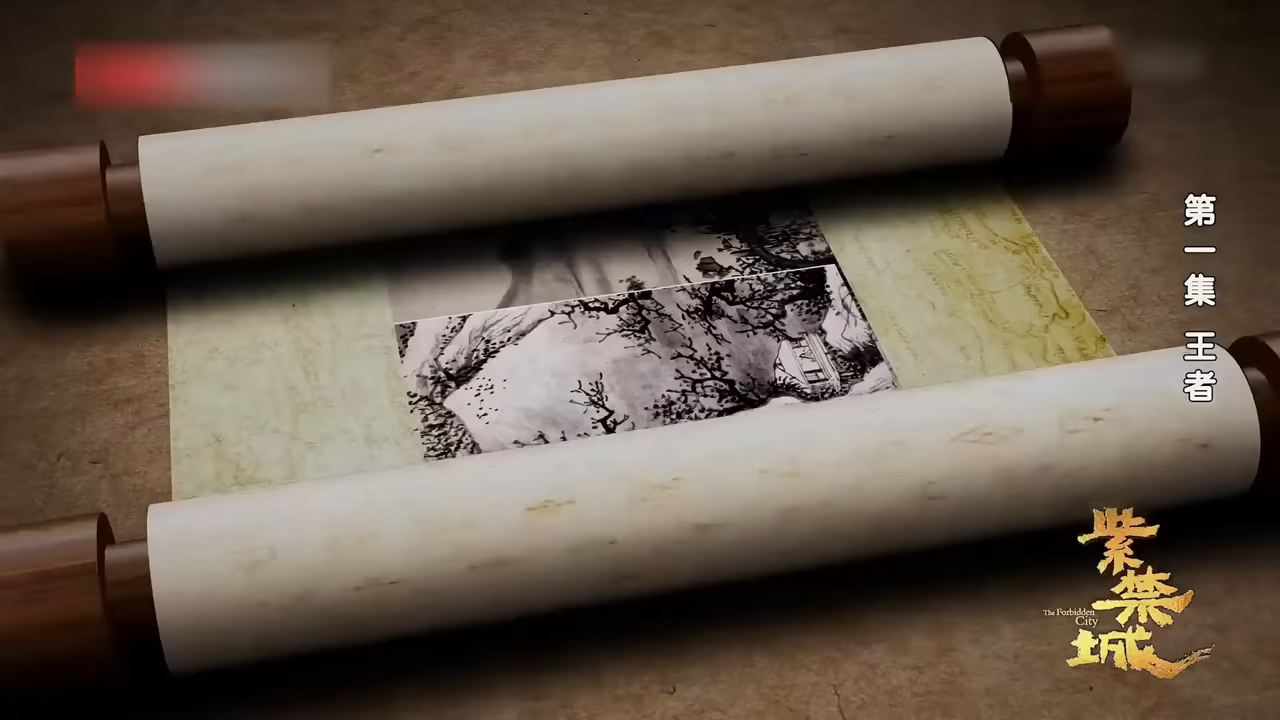 第一集 王者
紫禁城
The Forbidden
City